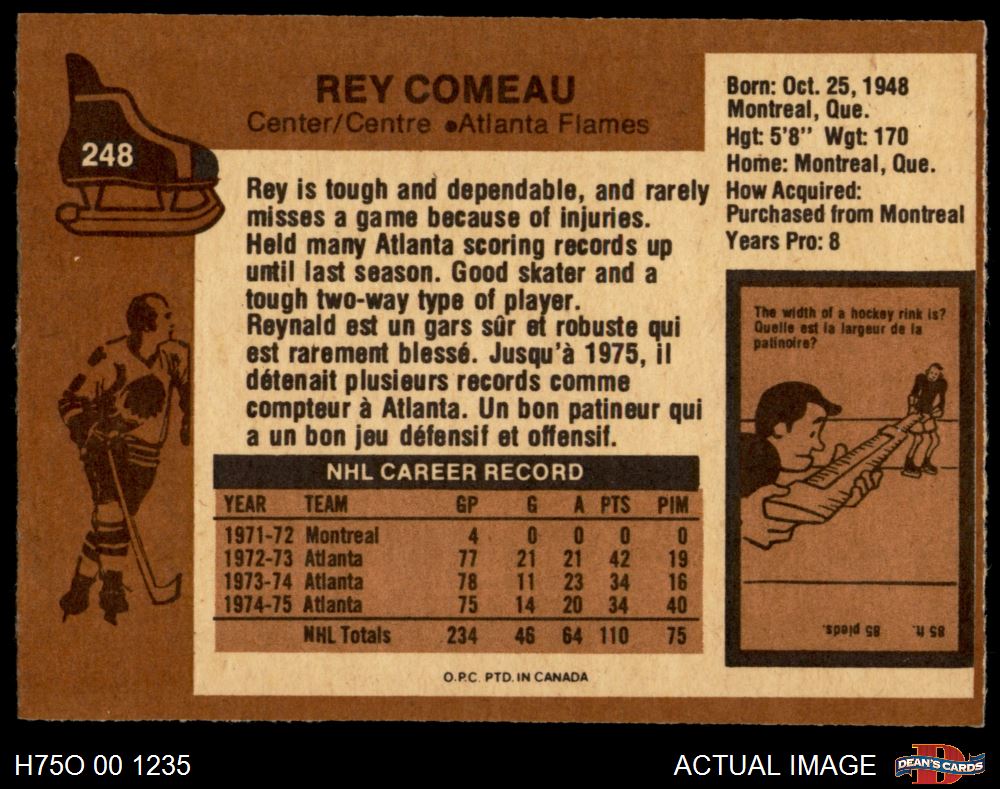 248
REY COMEAU
Center/Centre •Atlanta Flames
Rey is tough and dependable, and rarely
misses a game because of injuries.
Held many Atlanta scoring records up
until last season. Good skater and a
tough two-way type of player.
Reynald est un gars sûr et robuste qui
est rarement blessé. Jusqu'à 1975, il
détenait plusieurs records comme
compteur à Atlanta. Un bon patineur qui
a un bon jeu défensif et offensif.
Born: Oct. 25, 1948
Montreal, Que.
Hgt: 5'8'' Wgt: 170
Home: Montreal, Que.
How Acquired:
Purchased from Montreal
Years Pro: 8
The width of a hockey rink is?
Quelle est la largeur de la
patinoire?
85 ft. 85 pieds.
NHL CAREER RECORD
YEAR TEAM GP G A PTS PIM
1971-72 Montreal 4 0 0 0 0
1972-73 Atlanta 77 21 21 42 19
1973-74 Atlanta 78 11 23 34 16
1974-75 Atlanta 75 14 20 34 40
NHL Totals 234 46 64 110 75
O.P.C. PTD. IN CANADA
H75O 00 1235
ACTUAL IMAGE
D
DEAN'S CARDS